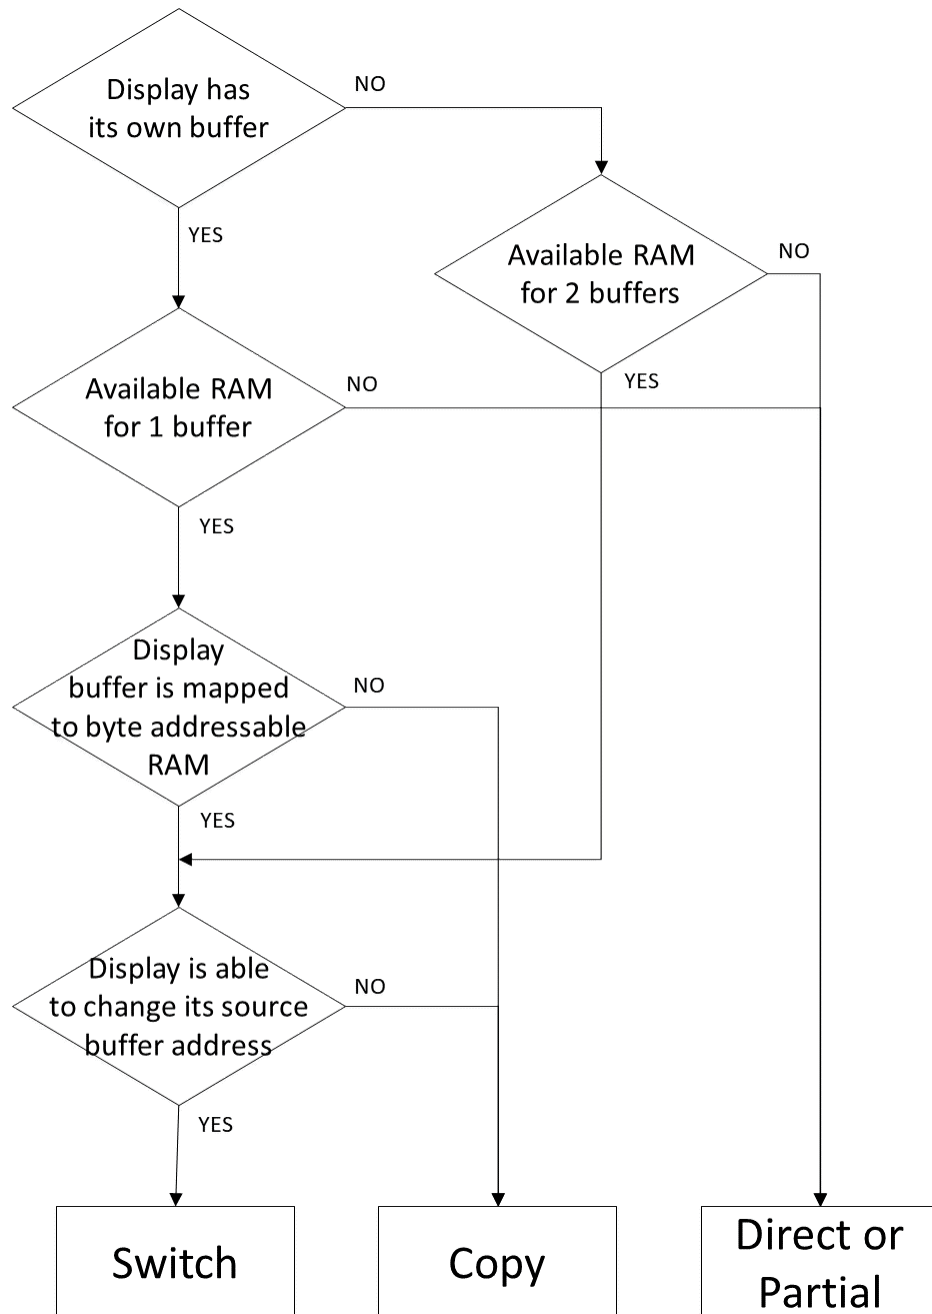 Display has
its own buffer
NO
YES
Available RAM
for 2 buffers
NO
YES
Available RAM
for 1 buffer
NO
YES
Display
buffer is mapped
to byte addressable
RAM
NO
YES
Display is able
to change its source
buffer address
NO
YES
Switch
Copy
Direct or
Partial